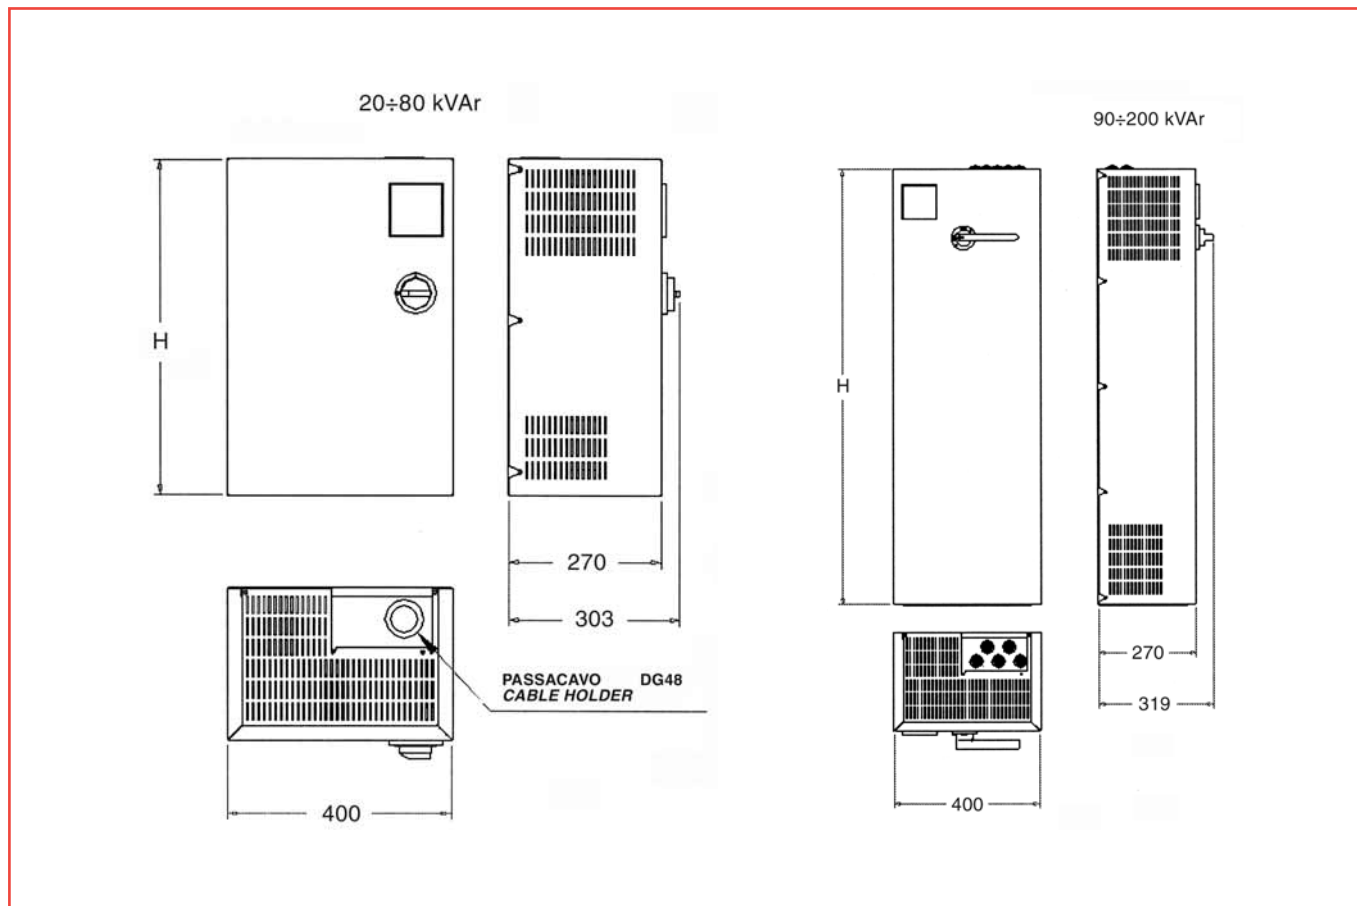 20÷80 kVAr
H
270
303
PASSACAVO DG48
CABLE HOLDER
400
90÷200 kVAr
H
270
319
400